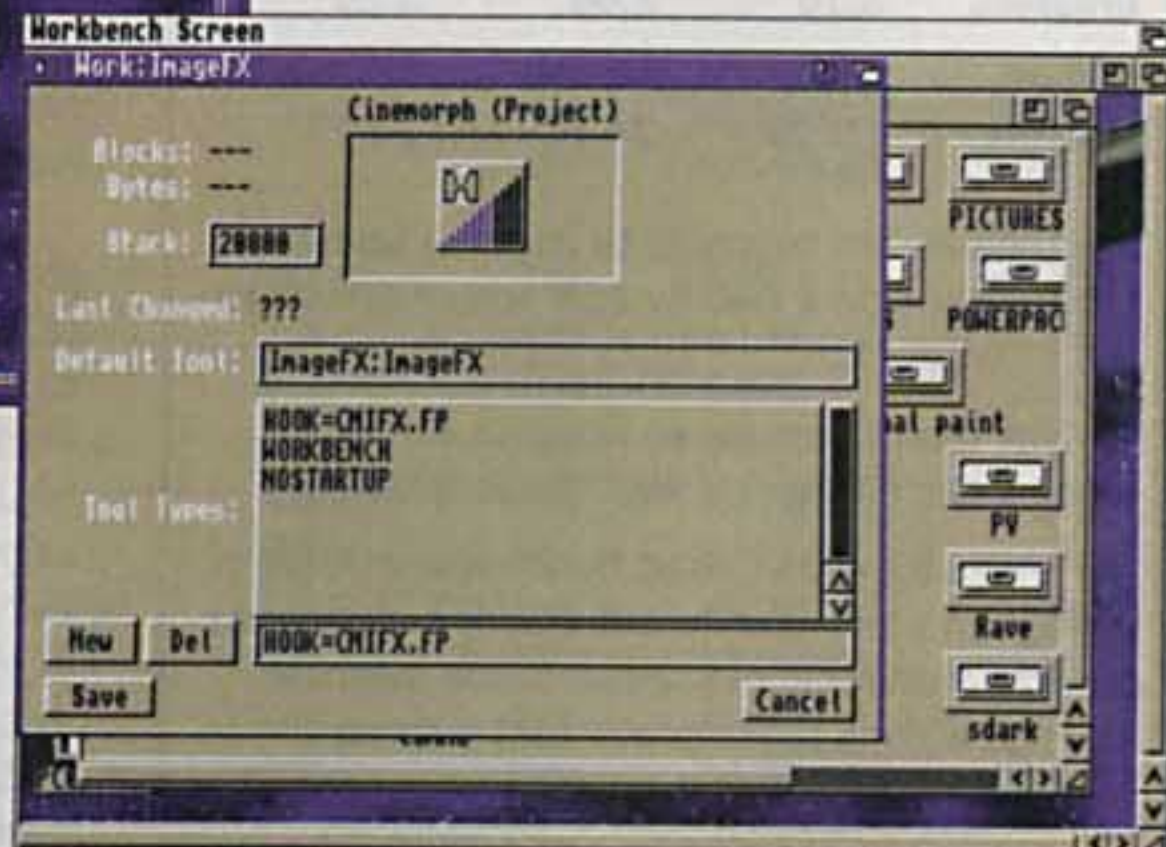 Workbench Screen
Work:ImageFX
Cinemorph (Project)
Blocks: ---
Bytes: ---
Stack: 20000
Last Changed: ???
Default Tool: ImageFX:ImageFX
HOOK=CMIFX.FP
WORKBENCH
NOSTARTUP
Tool Types:
New
Del
HOOK=CMIFX.FP
Save
Cancel
PICTURES
POWERPAC
paint
PV
Rave
sdark